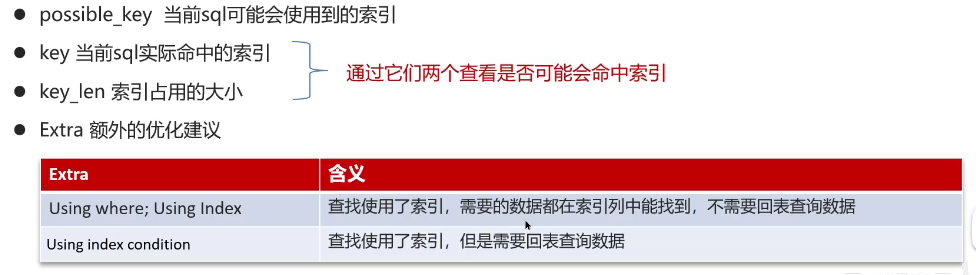 ● possible_key 当前sql可能会使用到的索引
● key 当前sql实际命中的索引
通过它们两个查看是否可能会命中索引
● key_len 索引占用的大小
● Extra 额外的优化建议
Extra 含义
Using where; Using Index 查找使用了索引，需要的数据都在索引列中能找到，不需要回表查询数据
Using index condition 查找使用了索引，但是需要回表查询数据